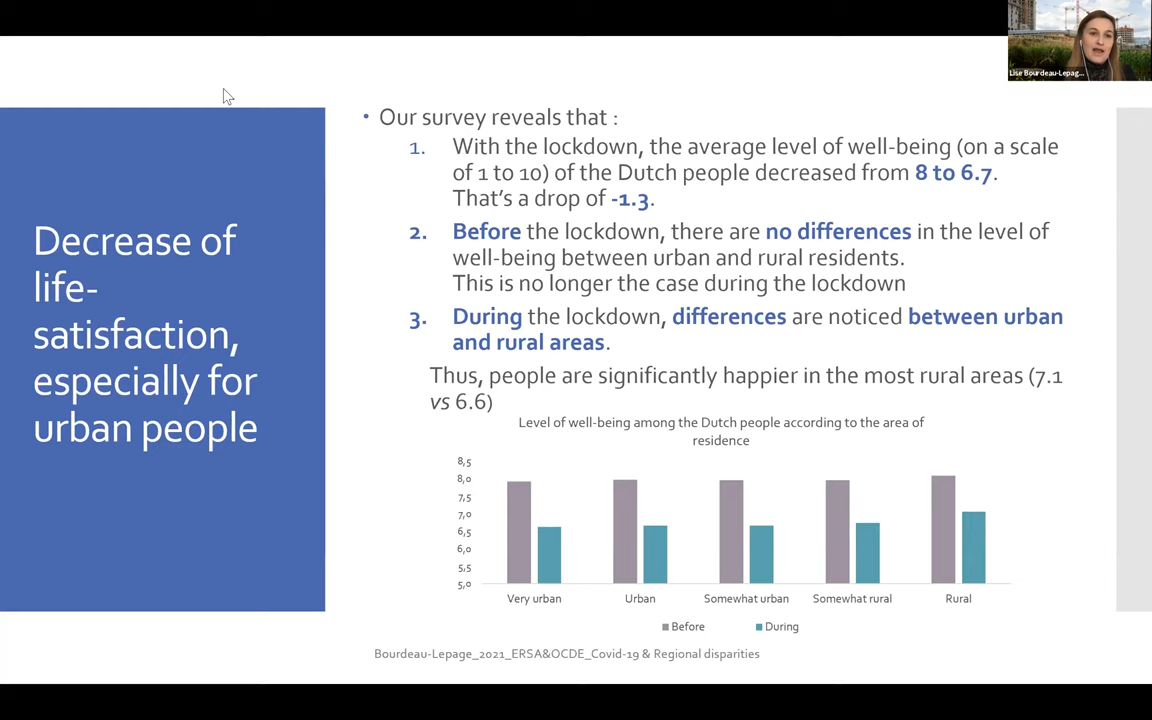 Lise Bourdeau-Lepag...
Decrease of
life-
satisfaction,
especially for
urban people
• Our survey reveals that :
1. With the lockdown, the average level of well-being (on a scale
of 1 to 10) of the Dutch people decreased from 8 to 6.7.
That's a drop of -1.3.
2. Before the lockdown, there are no differences in the level of
well-being between urban and rural residents.
This is no longer the case during the lockdown
3. During the lockdown, differences are noticed between urban
and rural areas.
Thus, people are significantly happier in the most rural areas (7.1
vs 6.6)
Level of well-being among the Dutch people according to the area of
residence
8,5
8,0
7,5
7,0
6,5
6,0
5,5
5,0
Very urban Urban Somewhat urban Somewhat rural Rural
Before During
Bourdeau-Lepage_2021_ERSA&OCDE_Covid-19 & Regional disparities